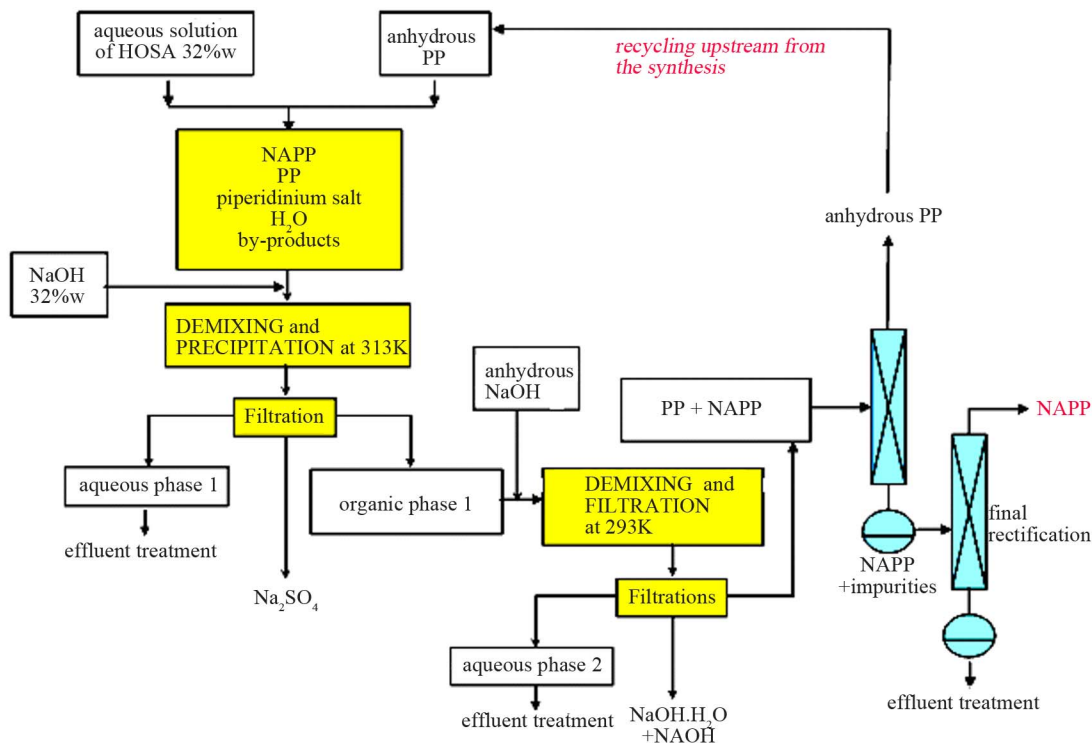 aqueous solution
of HOSA 32%w
anhydrous
PP
recycling upstream from
the synthesis
NAPP
PP
piperidinium salt
H₂O
by-products
anhydrous PP
NaOH
32%w
DEMIXING and
PRECIPITATION at 313K
anhydrous
NaOH
PP + NAPP
NAPP
Filtration
aqueous phase 1
organic phase 1
DEMIXING and
FILTRATION
at 293K
final
rectification
effluent treatment
NAPP
+impurities
Na₂SO₄
Filtrations
aqueous phase 2
effluent treatment
NaOH.H₂O
+NAOH
effluent treatment